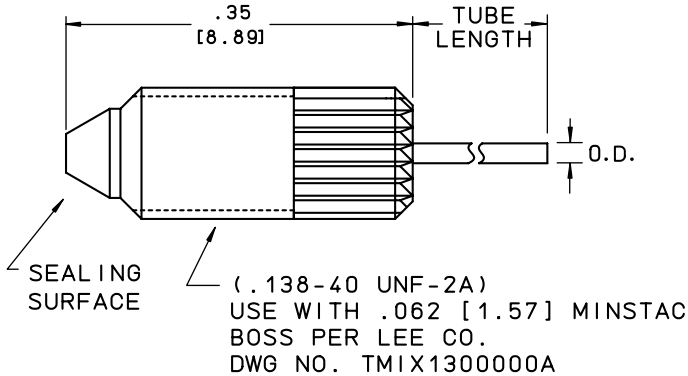 .35
[8.89]
TUBE
LENGTH
O.D.
SEALING
SURFACE
(.138-40 UNF-2A)
USE WITH .062 [1.57] MINSTAC
BOSS PER LEE CO.
DWG NO. TMIX1300000A